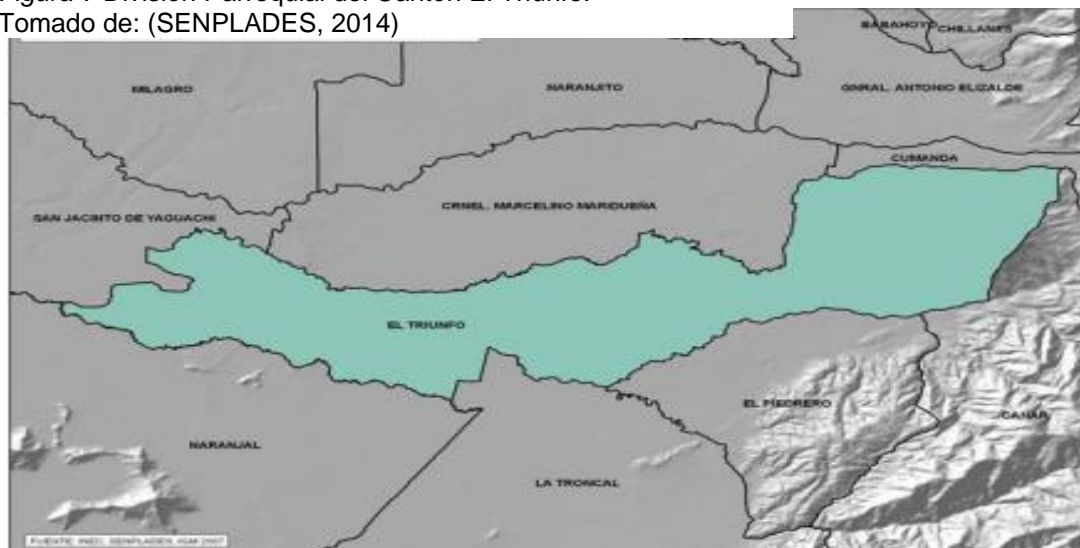 Tomado de: (SENPLADES, 2014)
BABAHOYO
CHILLANES
MILAGRO
NARANJITO
GNRAL. ANTONIO ELIZALDE
CUMANDA
SAN JACINTO DE YAGUACHI
CRNEL. MARCELINO MARIDUEÑA
EL TRIUNFO
EL PIEDRERO
CAÑAR
NARANJAL
LA TRONCAL
FUENTE: INEC, SENPLADES, IGM 2007